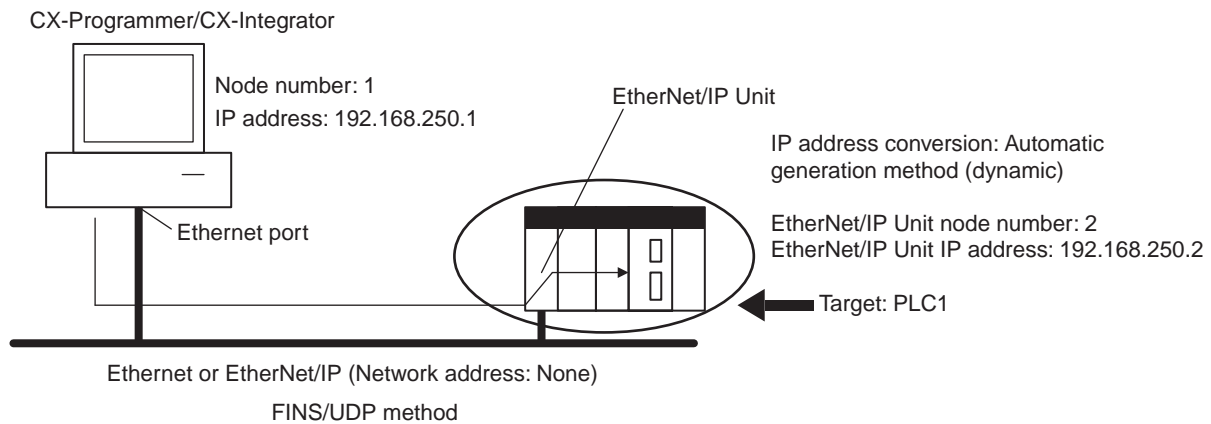 CX-Programmer/CX-Integrator
Node number: 1
IP address: 192.168.250.1
EtherNet/IP Unit
IP address conversion: Automatic
generation method (dynamic)
EtherNet/IP Unit node number: 2
EtherNet/IP Unit IP address: 192.168.250.2
Ethernet port
Target: PLC1
Ethernet or EtherNet/IP (Network address: None)
FINS/UDP method